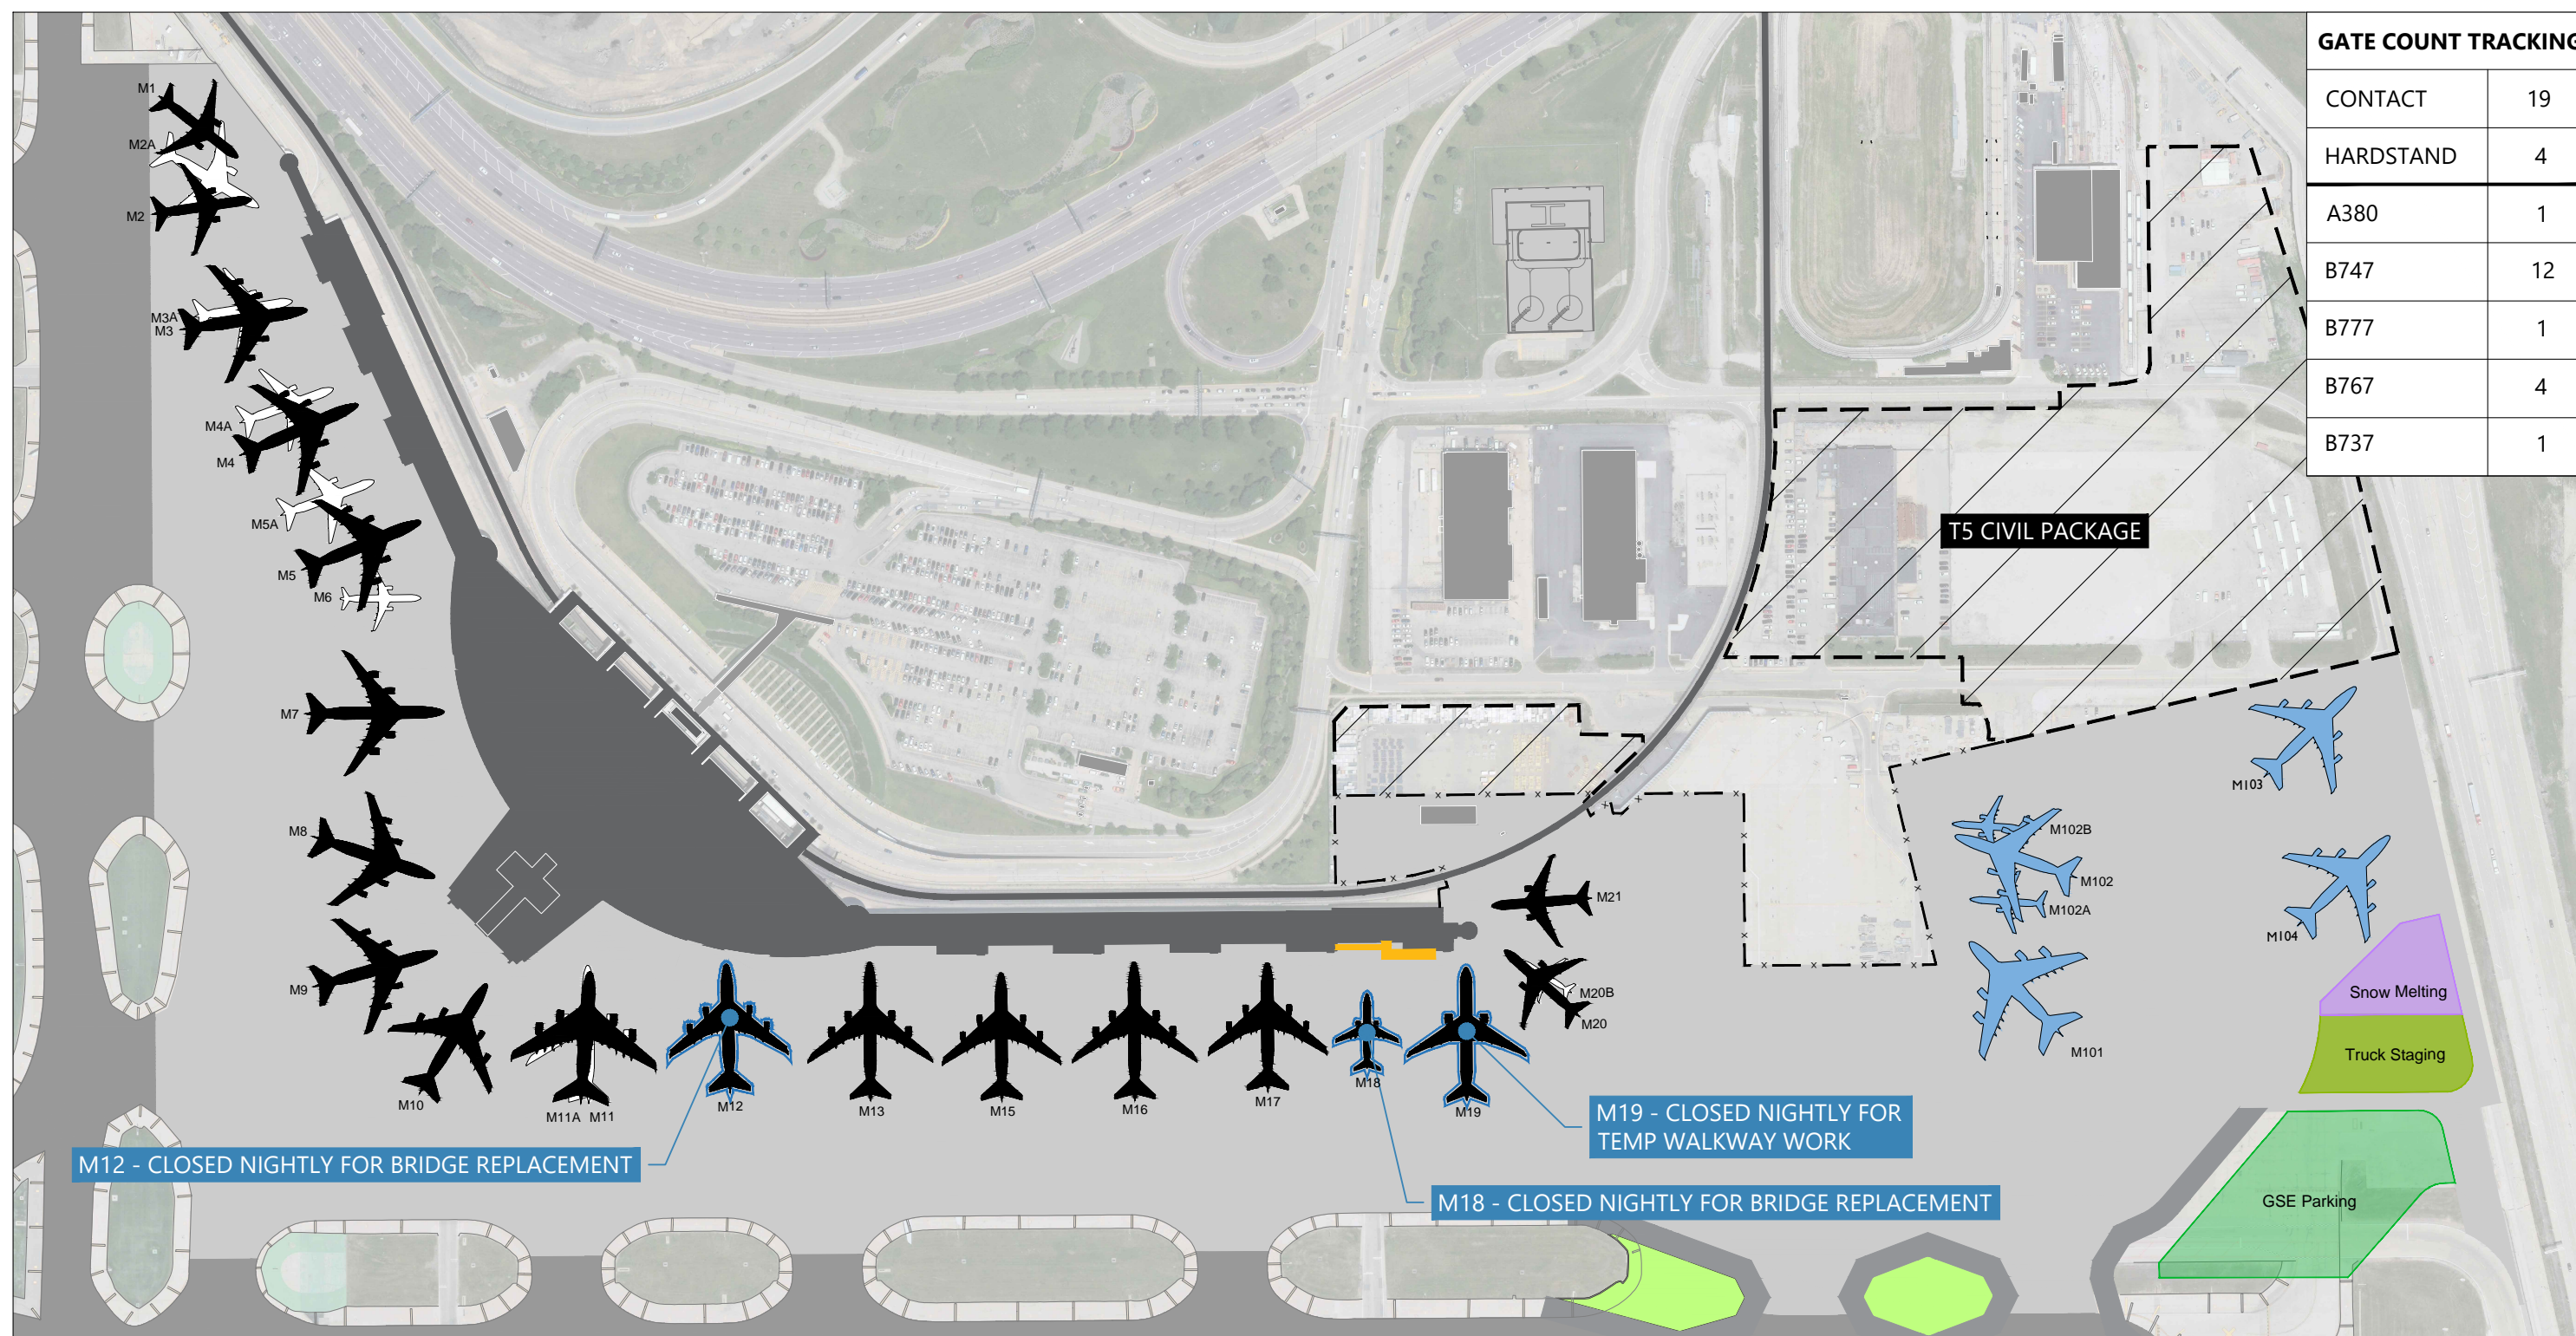 GATE COUNT TRACKING
CONTACT 19
HARDSTAND 4
A380 1
B747 12
B777 1
B767 4
B737 1
M1
M2A
M2
M3A
M3
M4A
M4
M5A
M5
M6
M7
M8
M9
M10
M11A M11
M12
M13
M15
M16
M17
M18
M19
M20B
M20
M21
T5 CIVIL PACKAGE
M103
M102B
M102
M102A
M104
M101
Snow Melting
Truck Staging
GSE Parking
M12 - CLOSED NIGHTLY FOR BRIDGE REPLACEMENT
M19 - CLOSED NIGHTLY FOR
TEMP WALKWAY WORK
M18 - CLOSED NIGHTLY FOR BRIDGE REPLACEMENT